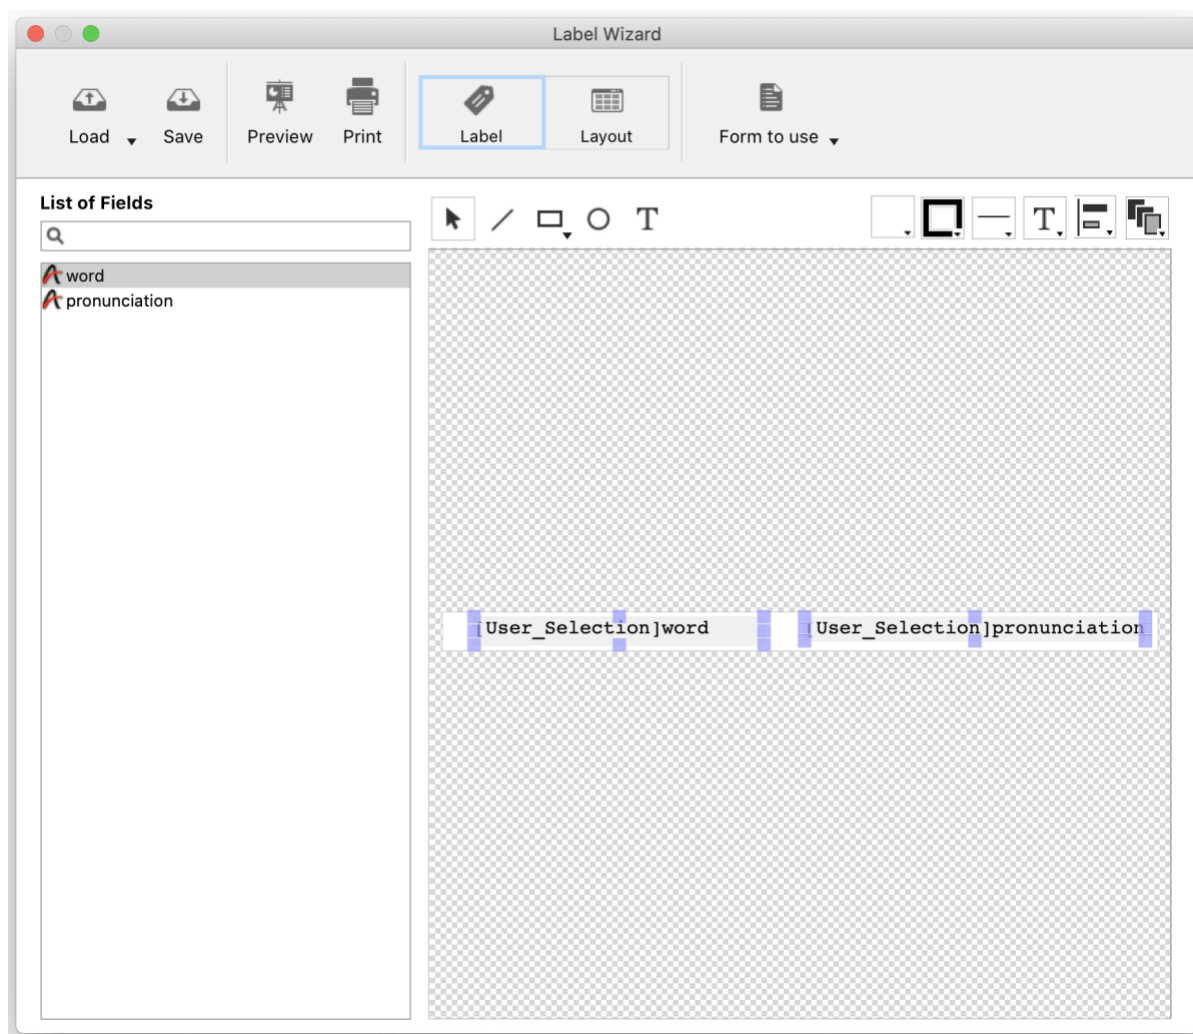 Label Wizard
Load Save Preview Print Label Layout Form to use
List of Fields
word
pronunciation
T T
[User_Selection]word [User_Selection]pronunciation